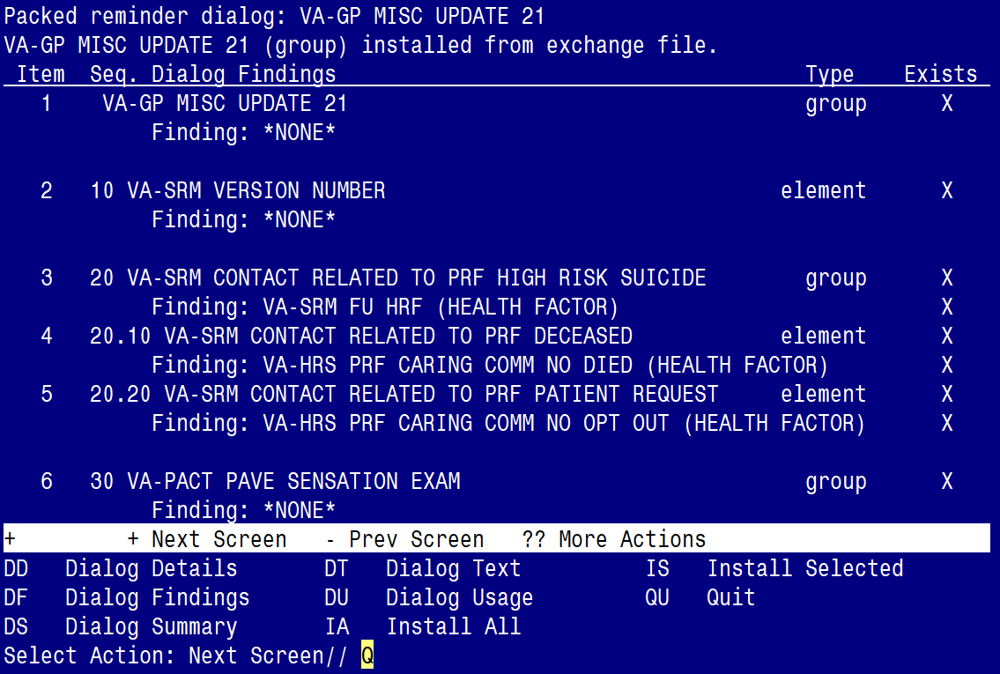 Packed reminder dialog: VA-GP MISC UPDATE 21
VA-GP MISC UPDATE 21 (group) installed from exchange file.
Item  Seq. Dialog Findings  Type  Exists
1  VA-GP MISC UPDATE 21  group  X
Finding: *NONE*
2  10 VA-SRM VERSION NUMBER  element  X
Finding: *NONE*
3  20 VA-SRM CONTACT RELATED TO PRF HIGH RISK SUICIDE  group  X
Finding: VA-SRM FU HRF (HEALTH FACTOR)  X
4  20.10 VA-SRM CONTACT RELATED TO PRF DECEASED  element  X
Finding: VA-HRS PRF CARING COMM NO DIED (HEALTH FACTOR)  X
5  20.20 VA-SRM CONTACT RELATED TO PRF PATIENT REQUEST  element  X
Finding: VA-HRS PRF CARING COMM NO OPT OUT (HEALTH FACTOR)  X
6  30 VA-PACT PAVE SENSATION EXAM  group  X
Finding: *NONE*
+  + Next Screen  - Prev Screen  ?? More Actions
DD  Dialog Details  DT  Dialog Text  IS  Install Selected
DF  Dialog Findings  DU  Dialog Usage  QU  Quit
DS  Dialog Summary  IA  Install All
Select Action: Next Screen// Q